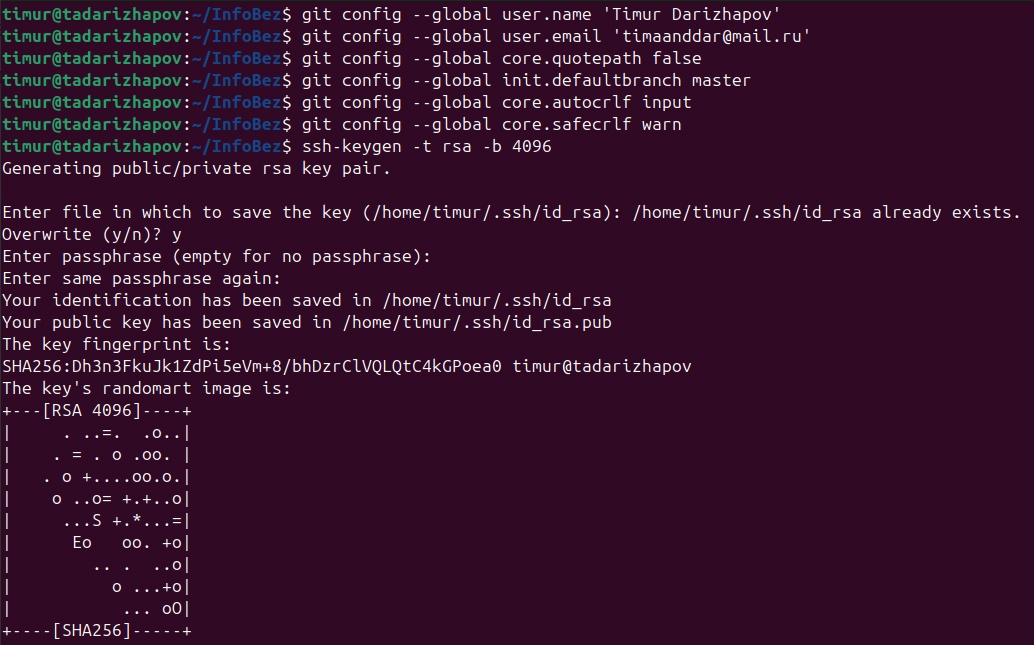 timur@tadarizhapov:~/InfoBez$ git config --global user.name 'Timur Darizhapov'
timur@tadarizhapov:~/InfoBez$ git config --global user.email 'timaanddar@mail.ru'
timur@tadarizhapov:~/InfoBez$ git config --global core.quotepath false
timur@tadarizhapov:~/InfoBez$ git config --global init.defaultbranch master
timur@tadarizhapov:~/InfoBez$ git config --global core.autocrlf input
timur@tadarizhapov:~/InfoBez$ git config --global core.safecrlf warn
timur@tadarizhapov:~/InfoBez$ ssh-keygen -t rsa -b 4096
Generating public/private rsa key pair.

Enter file in which to save the key (/home/timur/.ssh/id_rsa): /home/timur/.ssh/id_rsa already exists.
Overwrite (y/n)? y
Enter passphrase (empty for no passphrase):
Enter same passphrase again:
Your identification has been saved in /home/timur/.ssh/id_rsa
Your public key has been saved in /home/timur/.ssh/id_rsa.pub
The key fingerprint is:
SHA256:Dh3n3FkuJk1ZdPi5eVm+8/bhDzrClVQLQtC4kGPoea0 timur@tadarizhapov
The key's randomart image is:
+---[RSA 4096]----+
|     . ..=.  .o..|
|    . = . o .oo. |
|   . o +....oo.o.|
|    o ..o= +.+..o|
|     ...S +.*...=|
|      Eo   oo. +o|
|        .. .  ..o|
|          o ...+o|
|           ... oO|
+----[SHA256]-----+